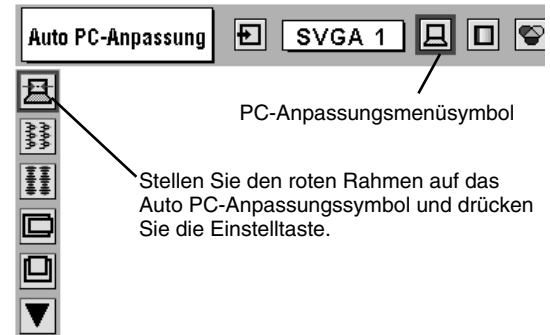 Auto PC-Anpassung
SVGA 1
PC-Anpassungsmenüsymbol
Stellen Sie den roten Rahmen auf das
Auto PC-Anpassungssymbol und drücken
Sie die Einstelltaste.